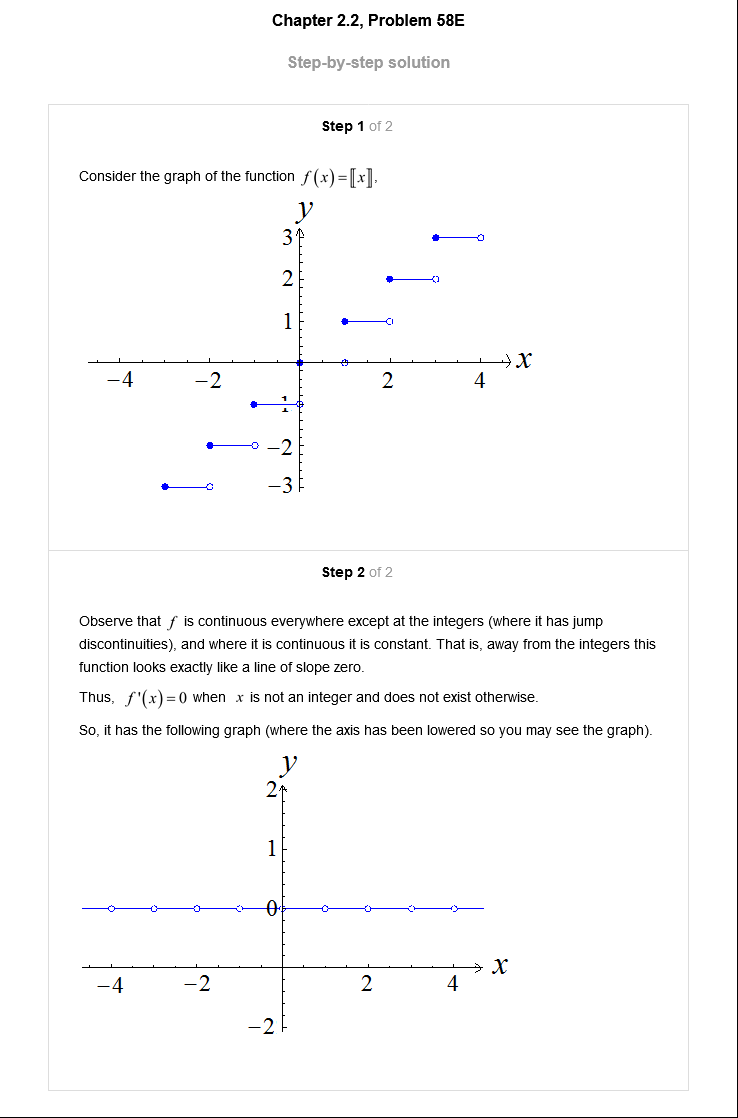 Chapter 2.2, Problem 58E
Step-by-step solution
Step 1 of 2
Consider the graph of the function f(x)=⟦x⟧.
y
3
2
1
x
−4
−2
2
4
−1
−2
−3
Step 2 of 2
Observe that f is continuous everywhere except at the integers (where it has jump
discontinuities), and where it is continuous it is constant. That is, away from the integers this
function looks exactly like a line of slope zero.
Thus, f'(x)=0 when x is not an integer and does not exist otherwise.
So, it has the following graph (where the axis has been lowered so you may see the graph).
y
2
1
0
x
−4
−2
2
4
−2